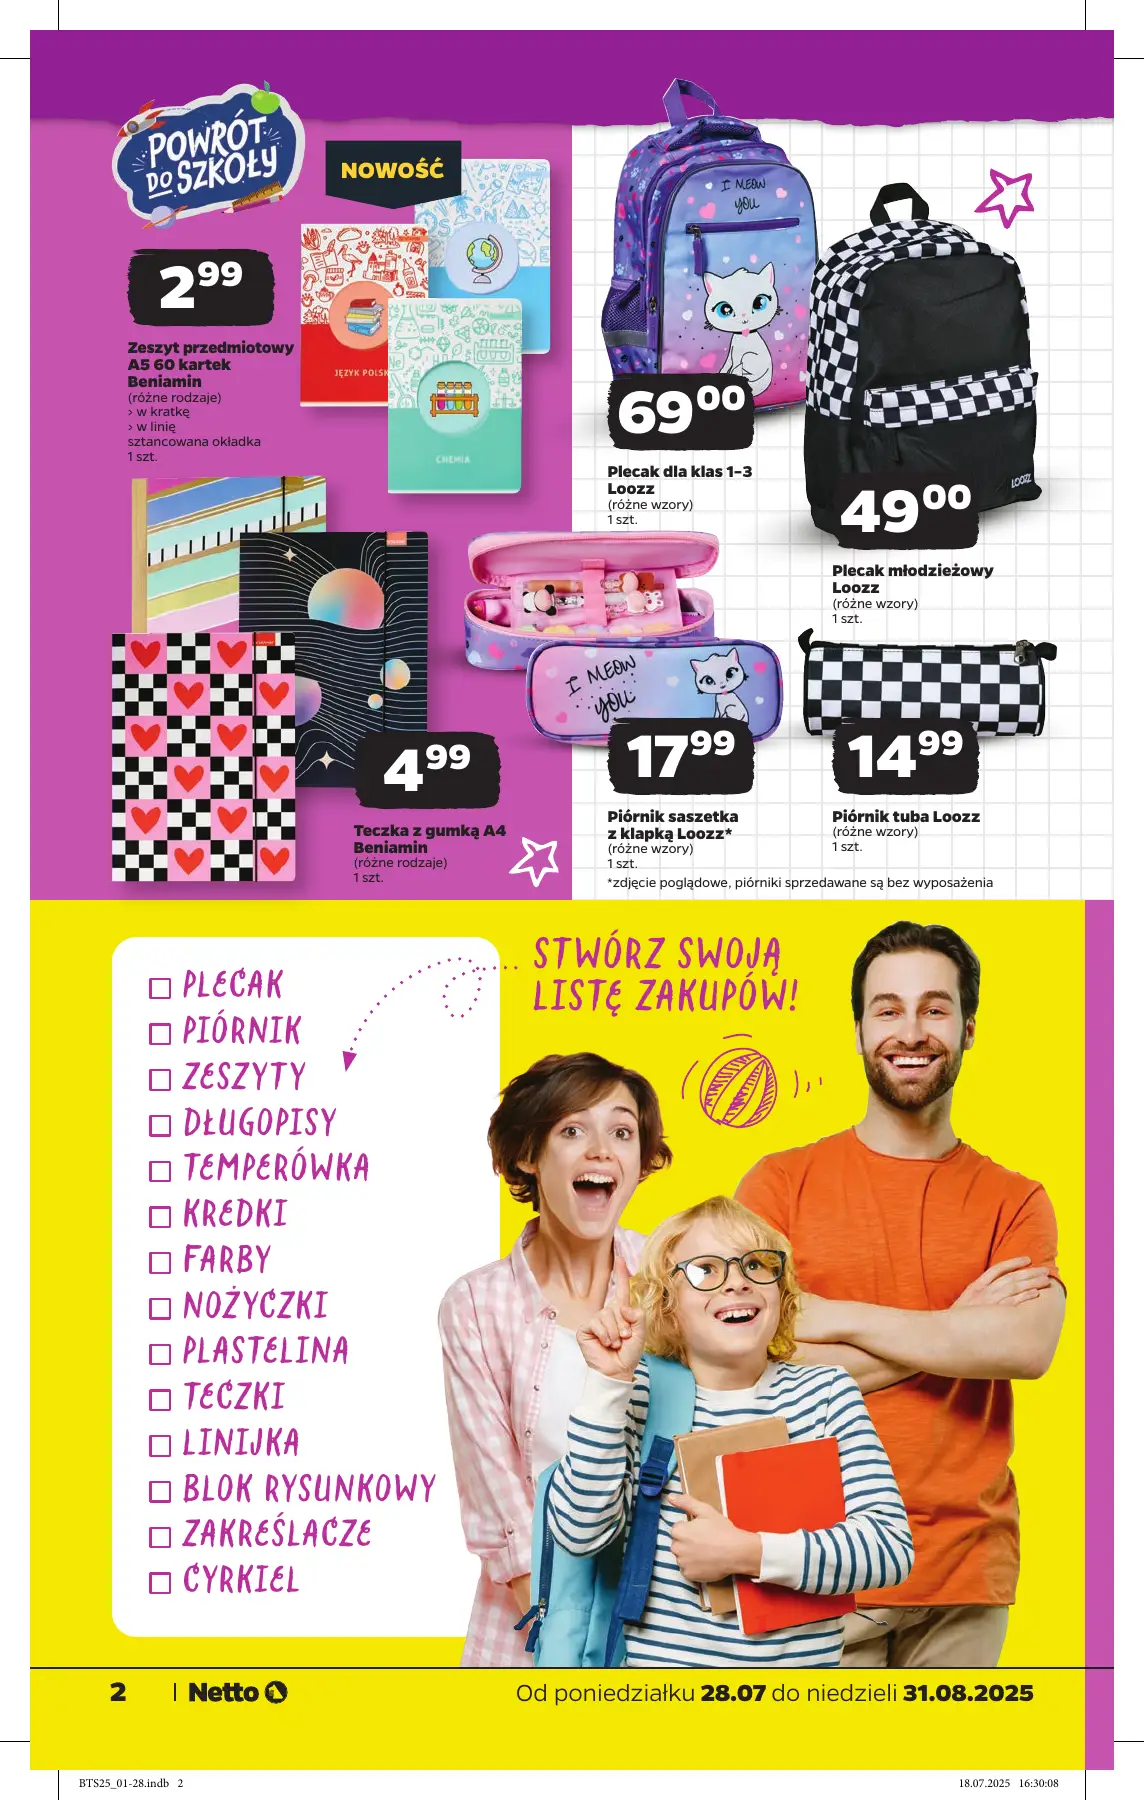 POWRÓT
DO SZKOŁY
NOWOŚĆ
2 99
Zeszyt przedmiotowy
A5 60 kartek
Beniamin
(różne rodzaje)
> w kratkę
> w linię
sztancowana okładka
1 szt.
JĘZYK POLSK
CHEMIA
I MEOW
YOU
69 00
Plecak dla klas 1–3
Loozz
(różne wzory)
1 szt.
LOOZZ
49 00
Plecak młodzieżowy
Loozz
(różne wzory)
1 szt.
4 99
Teczka z gumką A4
Beniamin
(różne rodzaje)
1 szt.
I MEOW
YOU
17 99
Piórnik saszetka
z klapką Loozz*
(różne wzory)
1 szt.
14 99
Piórnik tuba Loozz
(różne wzory)
1 szt.
*zdjęcie poglądowe, piórniki sprzedawane są bez wyposażenia
STWÓRZ SWOJĄ
LISTĘ ZAKUPÓW!
PLECAK
PIÓRNIK
ZESZYTY
DŁUGOPISY
TEMPERÓWKA
KREDKI
FARBY
NOŻYCZKI
PLASTELINA
TECZKI
LINIJKA
BLOK RYSUNKOWY
ZAKREŚLACZE
CYRKIEL
2 | Netto
Od poniedziałku 28.07 do niedzieli 31.08.2025
BTS25_01-28.indb 2
18.07.2025 16:30:08